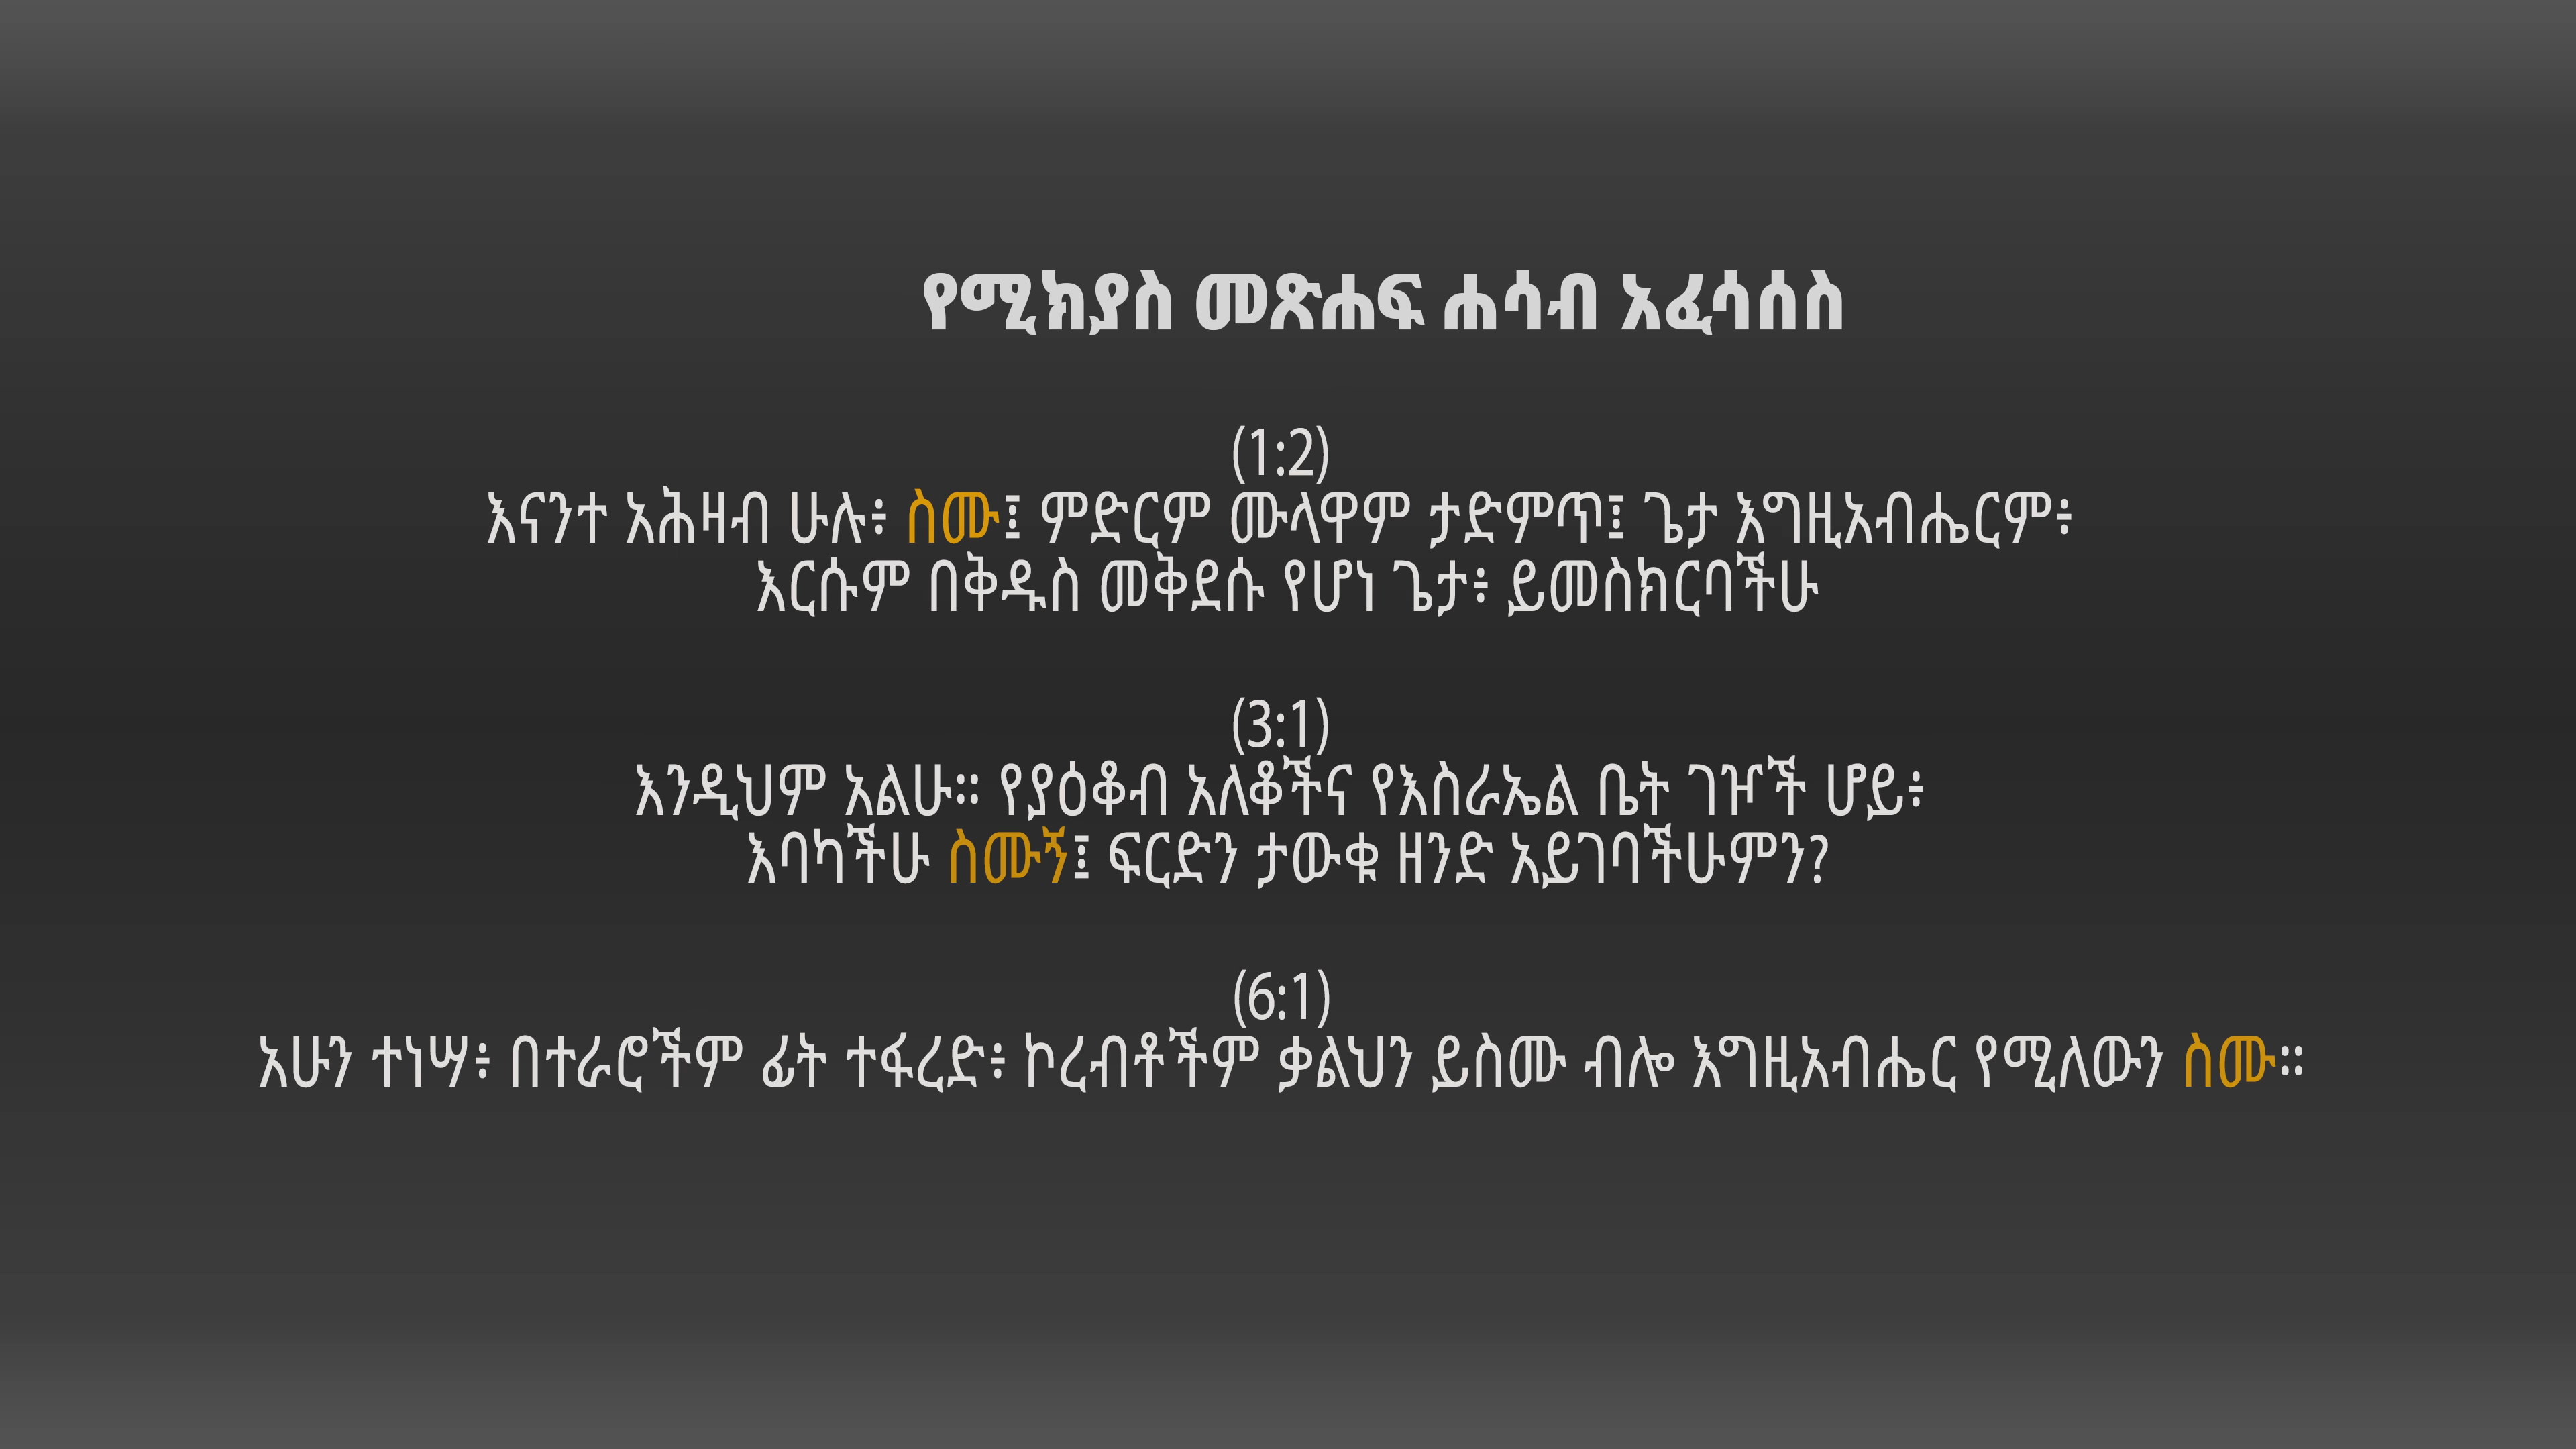 የሚክያስ መጽሐፍ ሐሳብ አፈሳሰስ
(1:2)
እናንተ አሕዛብ ሁሉ፥ ስሙ፤ ምድርም ሙላዋም ታድምጥ፤ ጌታ እግዚአብሔርም፥
እርሱም በቅዱስ መቅደሱ የሆነ ጌታ፥ ይመስክርባችሁ
(3:1)
እንዲህም አልሁ። የያዕቆብ አለቆችና የእስራኤል ቤት ገዦች ሆይ፥
እባካችሁ ስሙኝ፤ ፍርድን ታውቁ ዘንድ አይገባችሁምን?
(6:1)
አሁን ተነሣ፥ በተራሮችም ፊት ተፋረድ፥ ኮረብቶችም ቃልህን ይስሙ ብሎ እግዚአብሔር የሚለውን ስሙ።